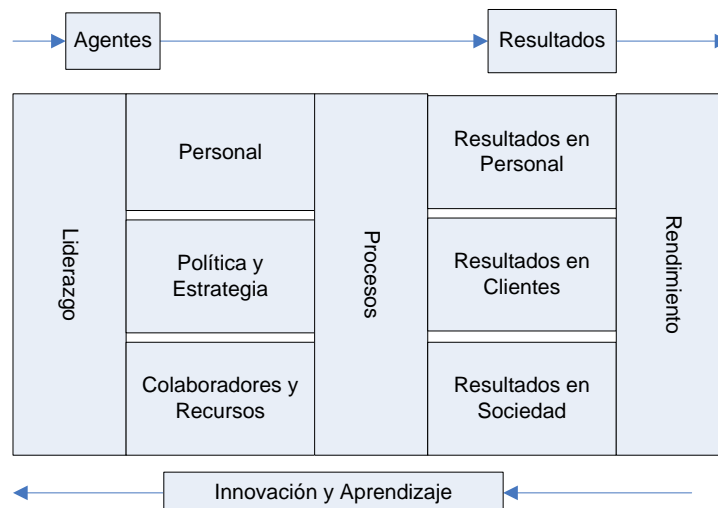 Agentes
Resultados
Liderazgo
Personal
Política y
Estrategia
Colaboradores y
Recursos
Procesos
Resultados en
Personal
Resultados en
Clientes
Resultados en
Sociedad
Rendimiento
Innovación y Aprendizaje